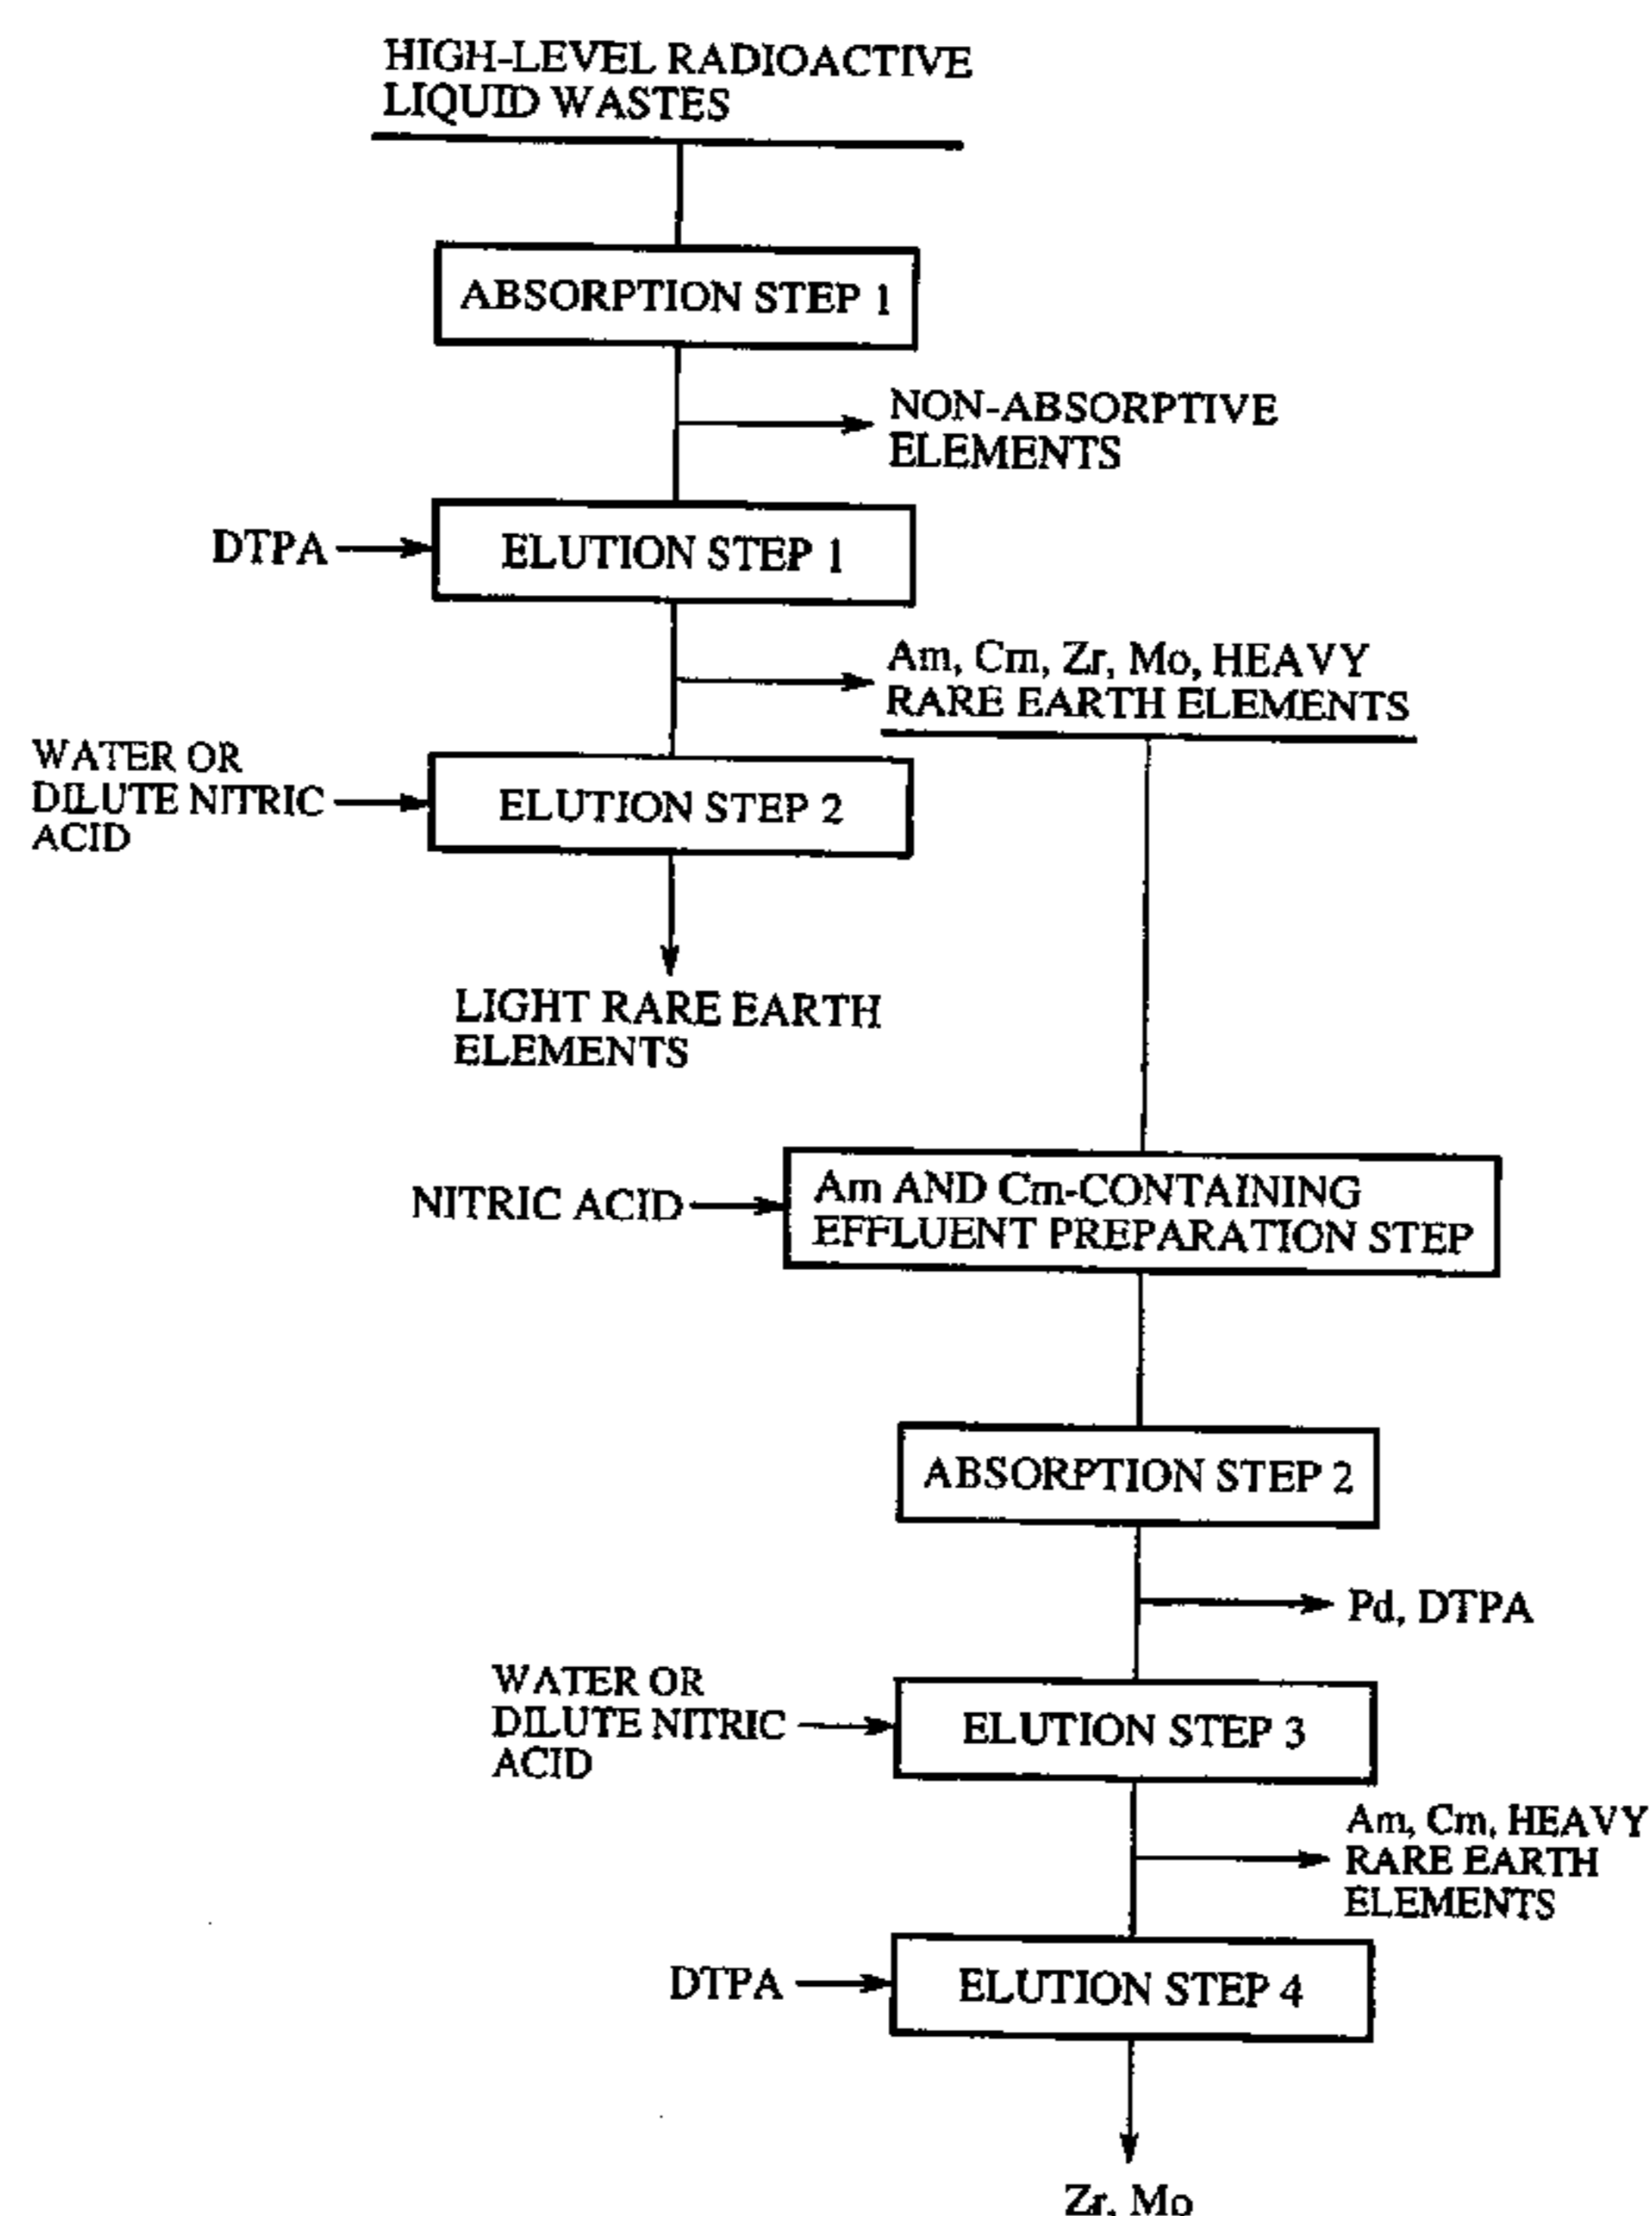 HIGH-LEVEL RADIOACTIVE
LIQUID WASTES
ABSORPTION STEP 1
NON-ABSORPTIVE
ELEMENTS
DTPA
ELUTION STEP 1
Am, Cm, Zr, Mo, HEAVY
RARE EARTH ELEMENTS
WATER OR
DILUTE NITRIC
ACID
ELUTION STEP 2
LIGHT RARE EARTH
ELEMENTS
NITRIC ACID
Am AND Cm-CONTAINING
EFFLUENT PREPARATION STEP
ABSORPTION STEP 2
Pd, DTPA
WATER OR
DILUTE NITRIC
ACID
ELUTION STEP 3
Am, Cm, HEAVY
RARE EARTH
ELEMENTS
DTPA
ELUTION STEP 4
Zr, Mo